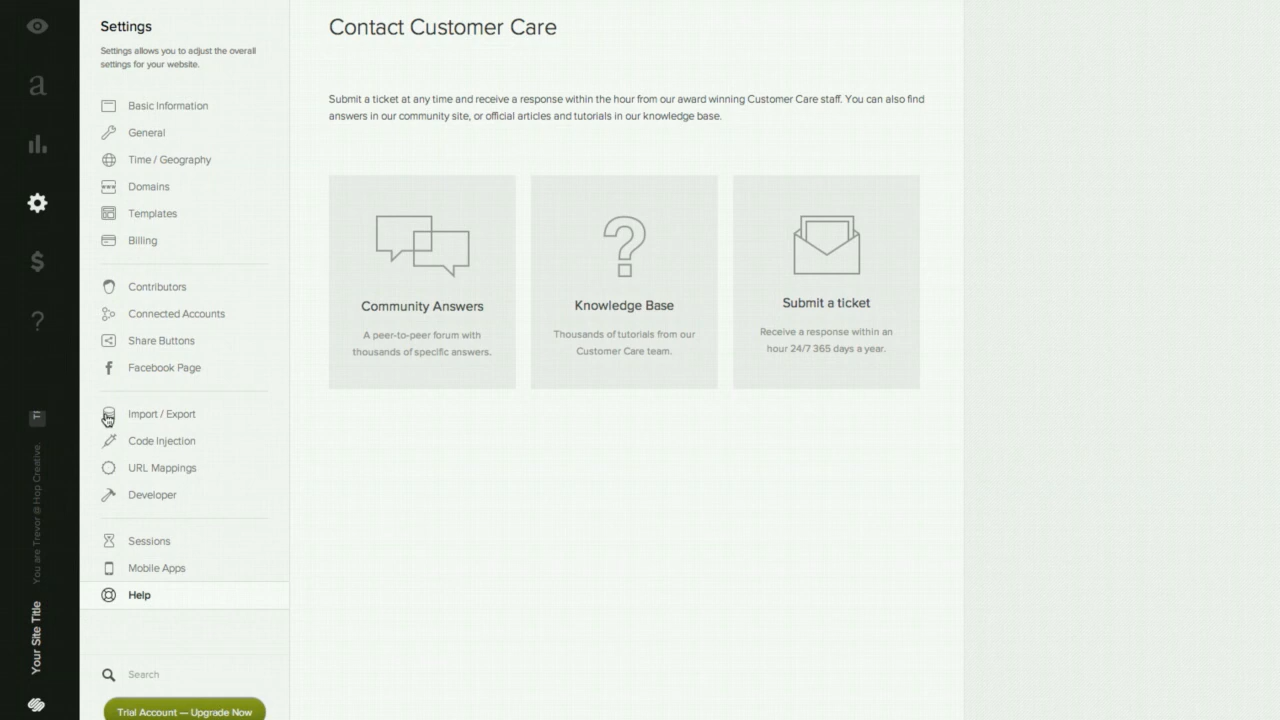 a
Settings
Settings allows you to adjust the overall
settings for your website.
Basic Information
General
Time / Geography
Domains
Templates
Billing
Contributors
Connected Accounts
Share Buttons
Facebook Page
Import / Export
Code Injection
URL Mappings
Developer
Sessions
Mobile Apps
Help
Search
Trial Account — Upgrade Now
You are Trevor @ Hop Creative.
Your Site Title
Contact Customer Care
Submit a ticket at any time and receive a response within the hour from our award winning Customer Care staff. You can also find
answers in our community site, or official articles and tutorials in our knowledge base.
Community Answers
A peer-to-peer forum with
thousands of specific answers.
Knowledge Base
Thousands of tutorials from our
Customer Care team.
Submit a ticket
Receive a response within an
hour 24/7 365 days a year.